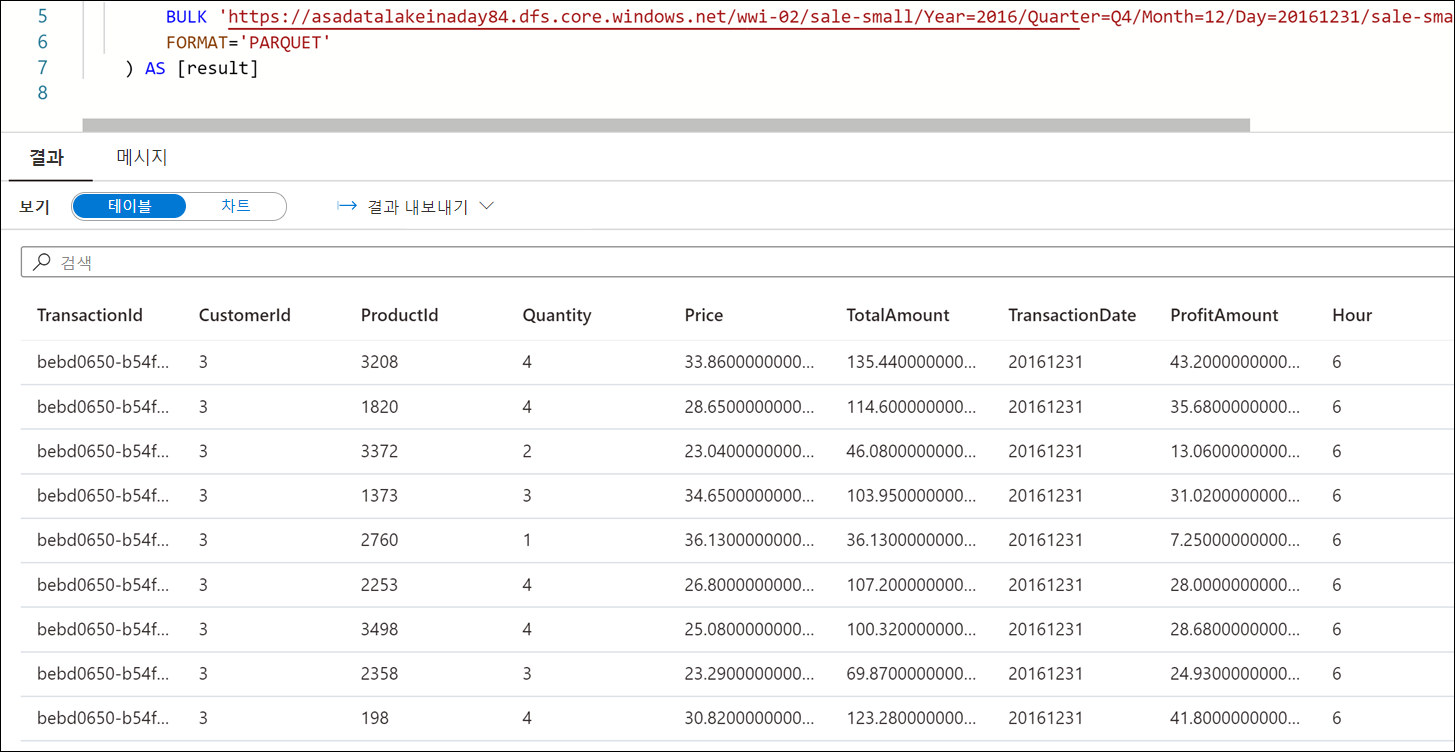 5 BULK 'https://asadatalakeinaday84.dfs.core.windows.net/wwi-02/sale-small/Year=2016/Quarter=Q4/Month=12/Day=20161231/sale-sma
6 FORMAT='PARQUET'
7 ) AS [result]
8
결과 메시지
보기 테이블 차트 결과 내보내기
검색
TransactionId CustomerId ProductId Quantity Price TotalAmount TransactionDate ProfitAmount Hour
bebd0650-b54f... 3 3208 4 33.8600000000... 135.440000000... 20161231 43.2000000000... 6
bebd0650-b54f... 3 1820 4 28.6500000000... 114.600000000... 20161231 35.6800000000... 6
bebd0650-b54f... 3 3372 2 23.0400000000... 46.0800000000... 20161231 13.0600000000... 6
bebd0650-b54f... 3 1373 3 34.6500000000... 103.950000000... 20161231 31.0200000000... 6
bebd0650-b54f... 3 2760 1 36.1300000000... 36.1300000000... 20161231 7.25000000000... 6
bebd0650-b54f... 3 2253 4 26.8000000000... 107.200000000... 20161231 28.0000000000... 6
bebd0650-b54f... 3 3498 4 25.0800000000... 100.320000000... 20161231 28.6800000000... 6
bebd0650-b54f... 3 2358 3 23.2900000000... 69.8700000000... 20161231 24.9300000000... 6
bebd0650-b54f... 3 198 4 30.8200000000... 123.280000000... 20161231 41.8000000000... 6